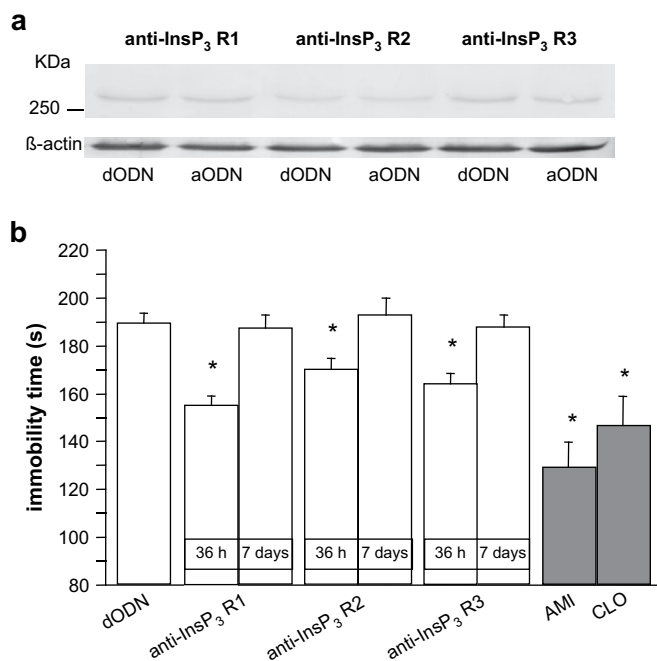 a
anti-InsP₃ R1 anti-InsP₃ R2 anti-InsP₃ R3
KDa
250
ß-actin
dODN aODN dODN aODN dODN aODN
b
220
200
180
160
140
120
100
80
immobility time (s)
* * * * *
36 h 7 days 36 h 7 days 36 h 7 days
dODN anti-InsP₃ R1 anti-InsP₃ R2 anti-InsP₃ R3 AMI CLO